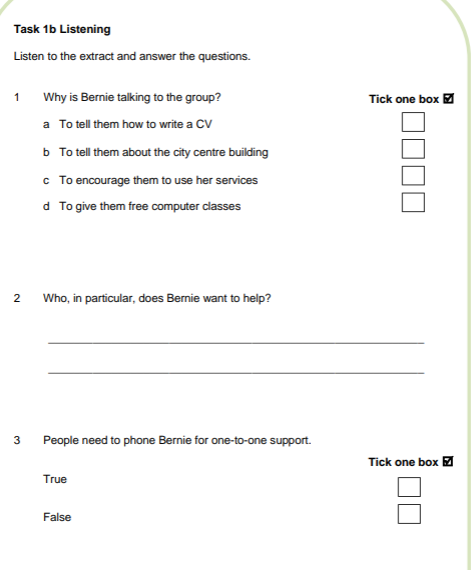 Task 1b Listening
Listen to the extract and answer the questions.
1 Why is Bernie talking to the group?
Tick one box ☑
a To tell them how to write a CV
b To tell them about the city centre building
c To encourage them to use her services
d To give them free computer classes
2 Who, in particular, does Bernie want to help?
3 People need to phone Bernie for one-to-one support.
Tick one box ☑
True
False